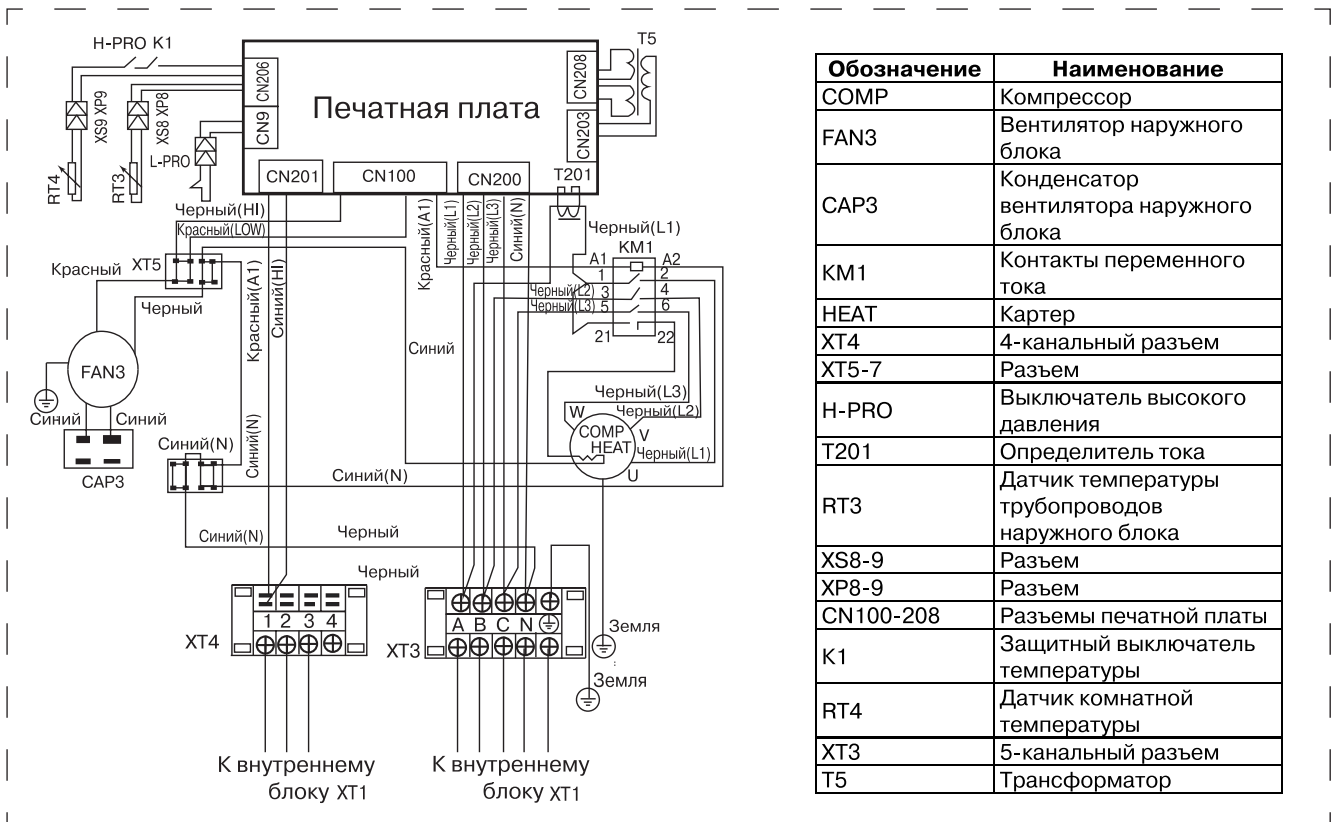 H-PRO K1
T5
CN206
CN208
Печатная плата
XS9 XP9
XS8 XP8
CN9
CN203
L-PRO
RT4
RT3
CN201
CN100
CN200
T201
Черный(HI)
Красный(LOW)
Красный(A1)
Черный(L1)
Черный(L2)
Черный(L3)
Синий(N)
Черный(L1)
KM1
A1
A2
Красный
XT5
1
2
Черный(L2) 3
4
Черный(L3) 5
6
Черный
Красный(A1)
Синий(HI)
21
22
Синий
FAN3
Черный(L3)
Синий
Синий
W
Черный(L2)
COMP
V
HEAT
Черный(L1)
Синий(N)
Синий(N)
CAP3
Синий(N)
U
Синий(N)
Черный
Черный
1 2 3 4
A B C N
XT4
XT3
Земля
Земля
К внутреннему
блоку XT1
К внутреннему
блоку XT1
Обозначение Наименование
COMP Компрессор
FAN3 Вентилятор наружного
блока
CAP3 Конденсатор
вентилятора наружного
блока
KM1 Контакты переменного
тока
HEAT Картер
XT4 4-канальный разъем
XT5-7 Разъем
H-PRO Выключатель высокого
давления
T201 Определитель тока
RT3 Датчик температуры
трубопроводов
наружного блока
XS8-9 Разъем
XP8-9 Разъем
CN100-208 Разъемы печатной платы
K1 Защитный выключатель
температуры
RT4 Датчик комнатной
температуры
XT3 5-канальный разъем
T5 Трансформатор